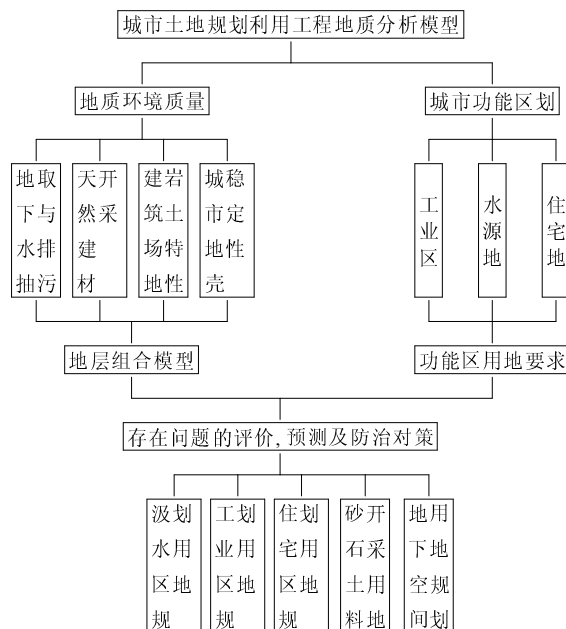 城市土地规划利用工程地质分析模型
地质环境质量
城市功能区划
地下水抽取与排污
天然建材开采
建筑场地岩土特性
城市地壳稳定性
工业区
水源地
住宅地
地层组合模型
功能区用地要求
存在问题的评价,预测及防治对策
汲水区规划用地
工业区规划用地
住宅区规划用地
砂石土料开采用地
地下空间用地规划